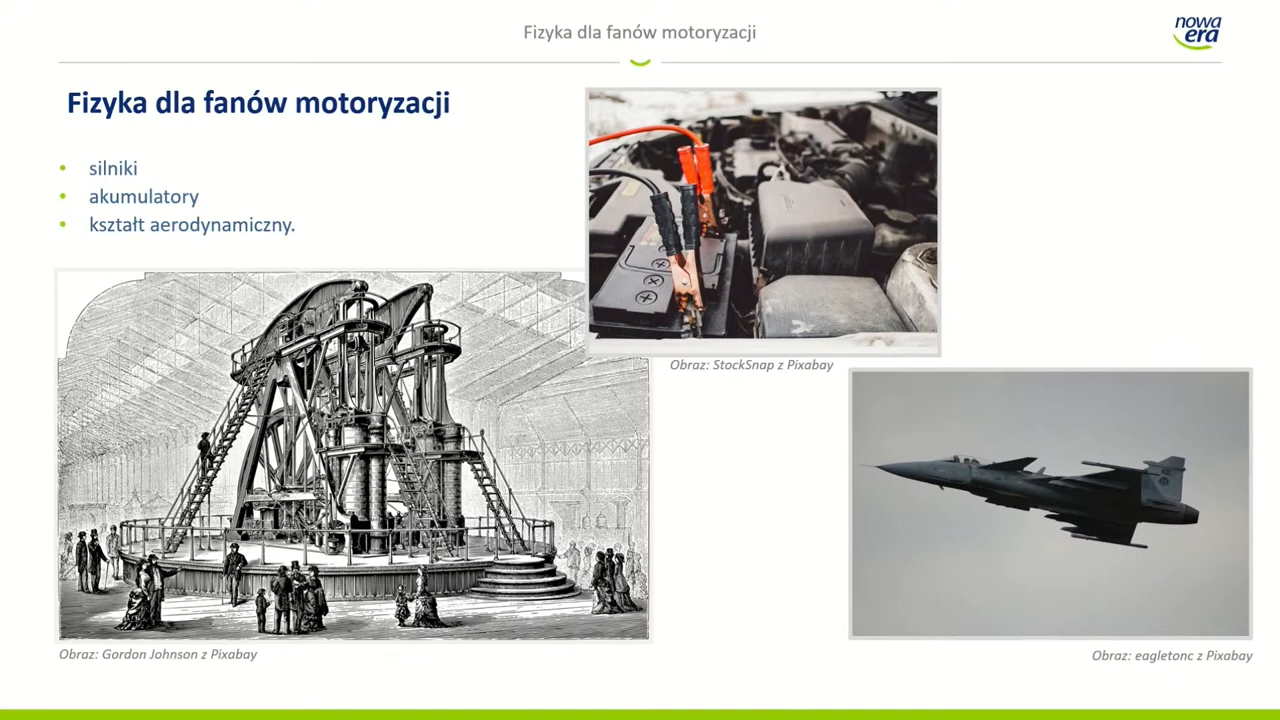 Fizyka dla fanów motoryzacji
nowa
era
Fizyka dla fanów motoryzacji
• silniki
• akumulatory
• kształt aerodynamiczny.
Obraz: StockSnap z Pixabay
Obraz: Gordon Johnson z Pixabay
Obraz: eagletonc z Pixabay